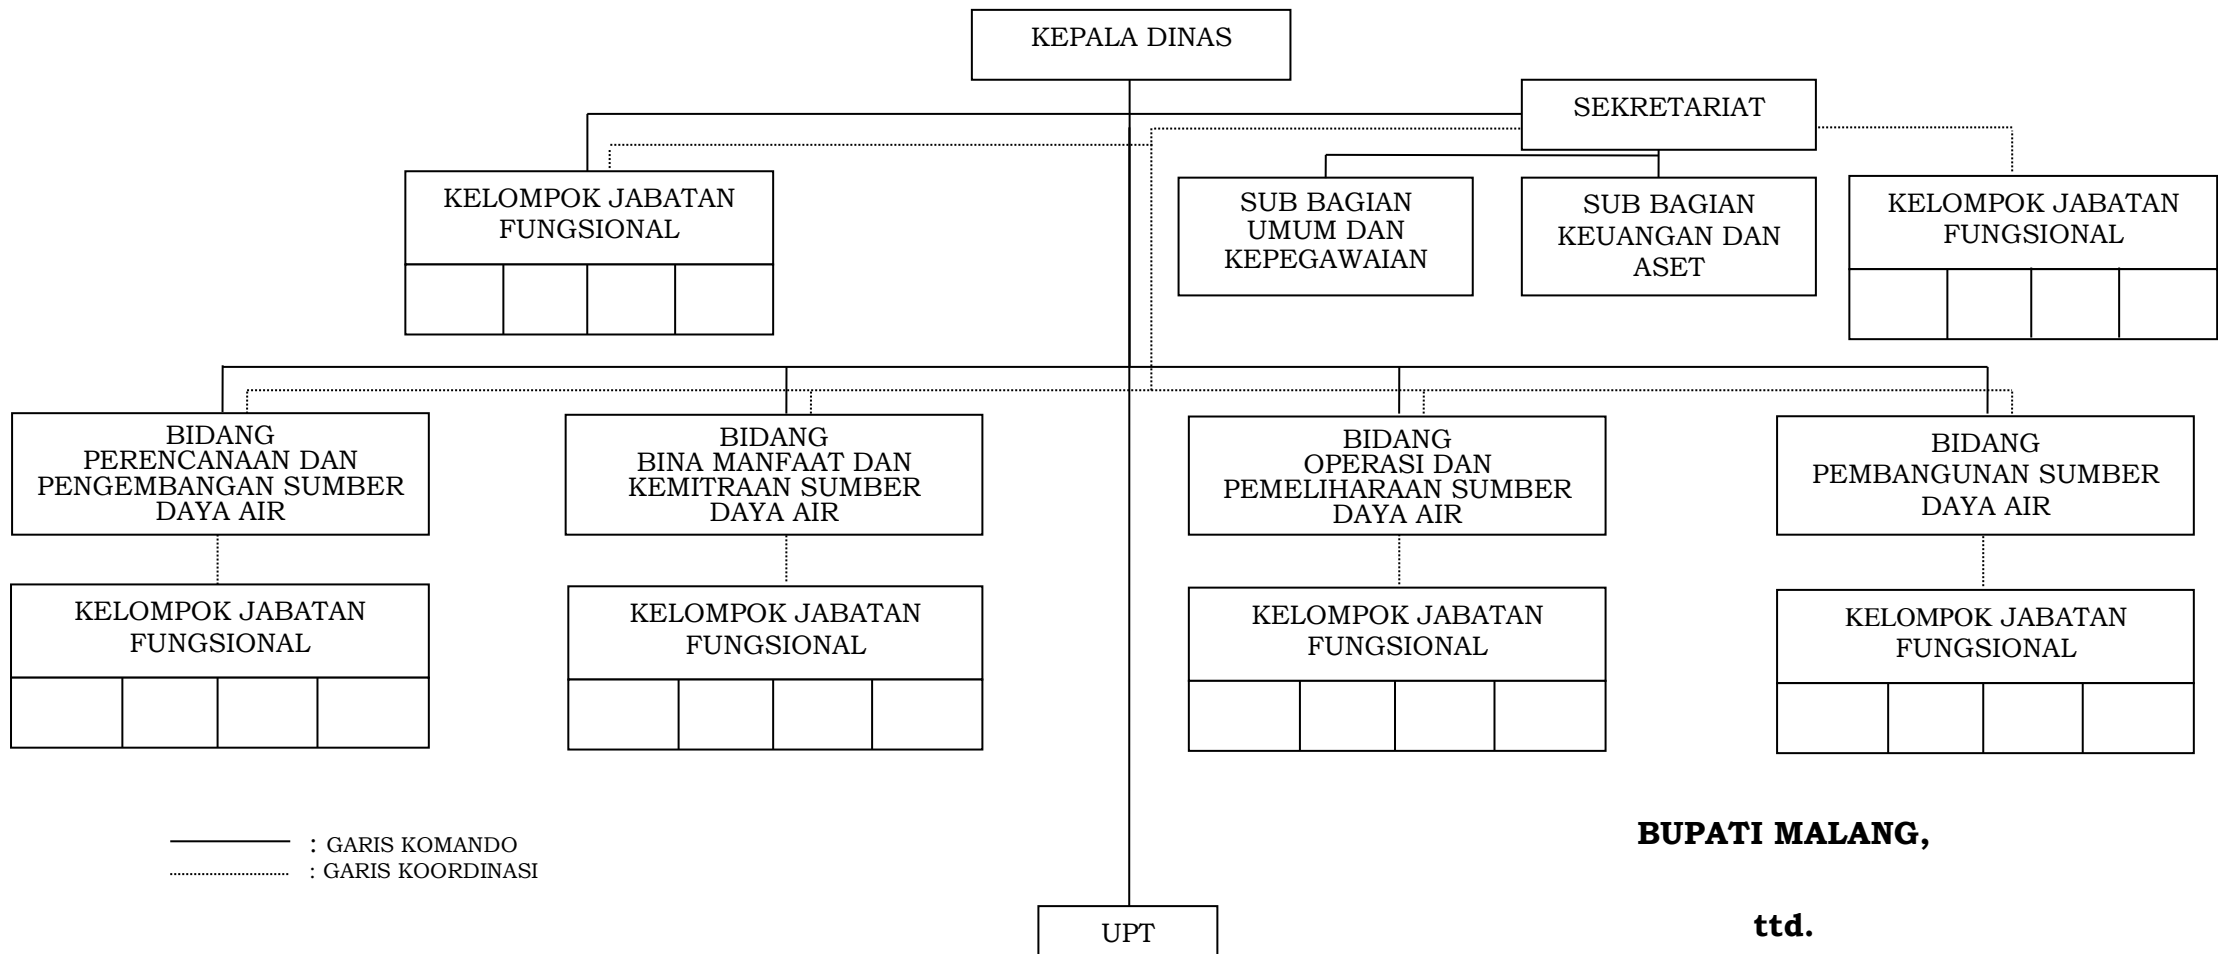 KEPALA DINAS
SEKRETARIAT
KELOMPOK JABATAN
FUNGSIONAL
SUB BAGIAN
UMUM DAN
KEPEGAWAIAN
SUB BAGIAN
KEUANGAN DAN
ASET
KELOMPOK JABATAN
FUNGSIONAL
BIDANG
PERENCANAAN DAN
PENGEMBANGAN SUMBER
DAYA AIR
BIDANG
BINA MANFAAT DAN
KEMITRAAN SUMBER
DAYA AIR
BIDANG
OPERASI DAN
PEMELIHARAAN SUMBER
DAYA AIR
BIDANG
PEMBANGUNAN SUMBER
DAYA AIR
KELOMPOK JABATAN
FUNGSIONAL
KELOMPOK JABATAN
FUNGSIONAL
KELOMPOK JABATAN
FUNGSIONAL
KELOMPOK JABATAN
FUNGSIONAL
: GARIS KOMANDO
: GARIS KOORDINASI
BUPATI MALANG,
ttd.
UPT